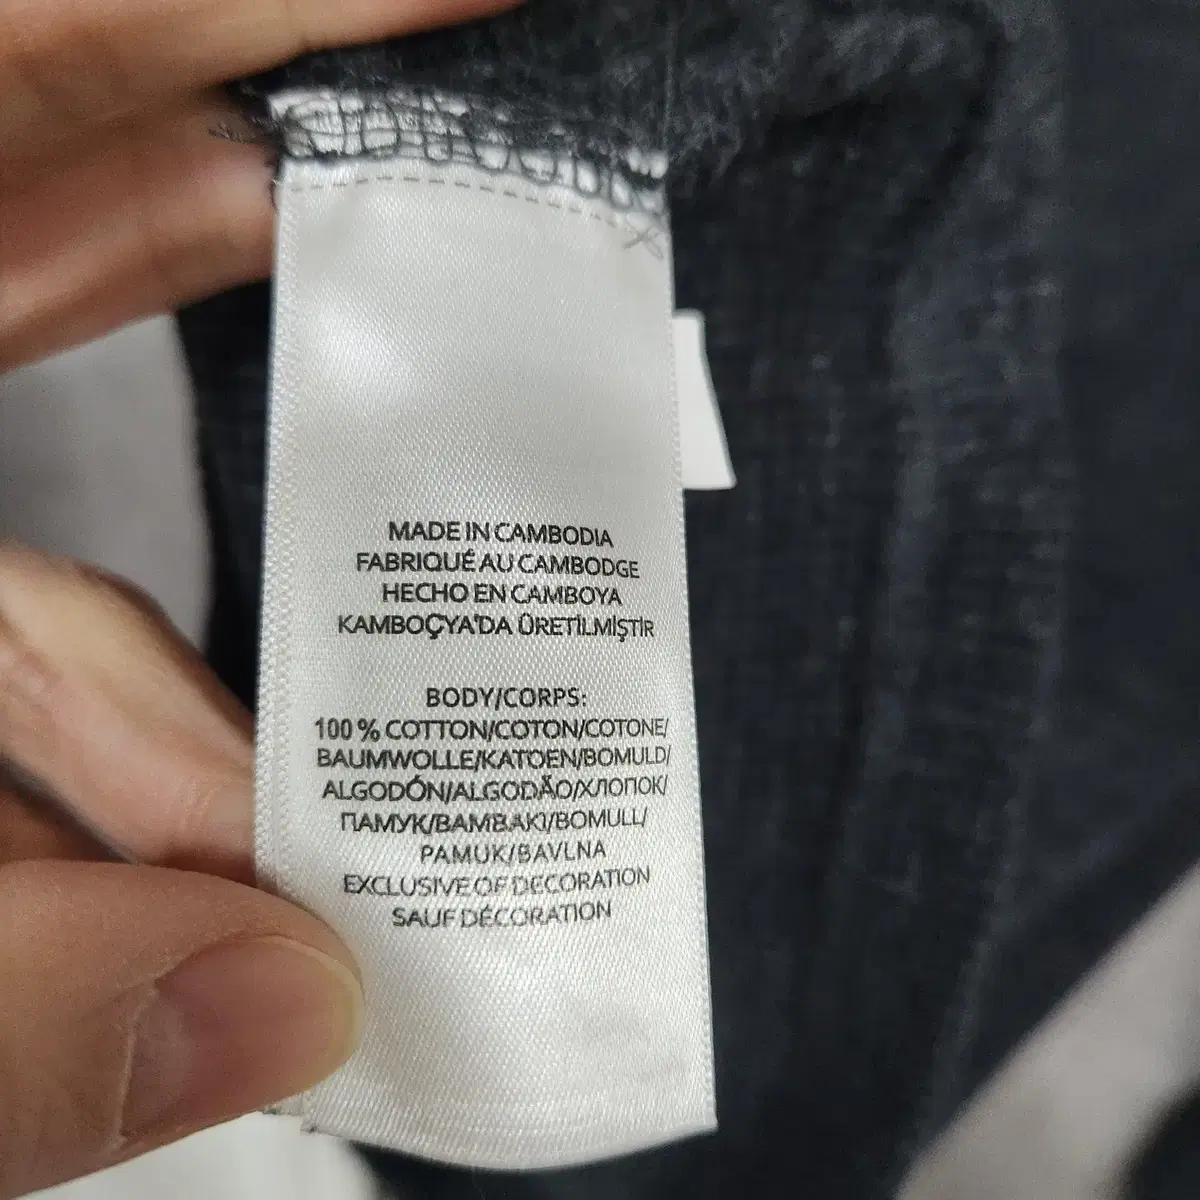 MADE IN CAMBODIA
FABRIQUÉ AU CAMBODGE
HECHO EN CAMBOYA
KAMBOÇYA'DA ÜRETİLMİŞTİR
BODY/CORPS:
100 % COTTON/COTON/COTONE/
BAUMWOLLE/KATOEN/BOMULD/
ALGODÓN/ALGODÃO/ХЛОПОК/
ПАМУК/ΒΑΜΒΑΚΙ/BOMULL/
PAMUK/BAVLNA
EXCLUSIVE OF DECORATION
SAUF DÉCORATION